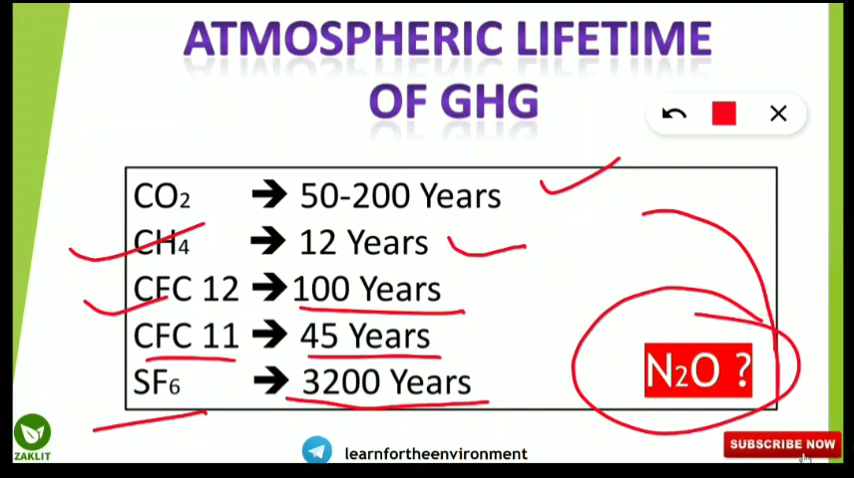 ATMOSPHERIC LIFETIME
OF GHG
CO₂ ➔ 50-200 Years
CH₄ ➔ 12 Years
CFC 12 ➔ 100 Years
CFC 11 ➔ 45 Years
SF₆ ➔ 3200 Years
N₂O ?
ZAKLIT
learnfortheenvironment
SUBSCRIBE NOW